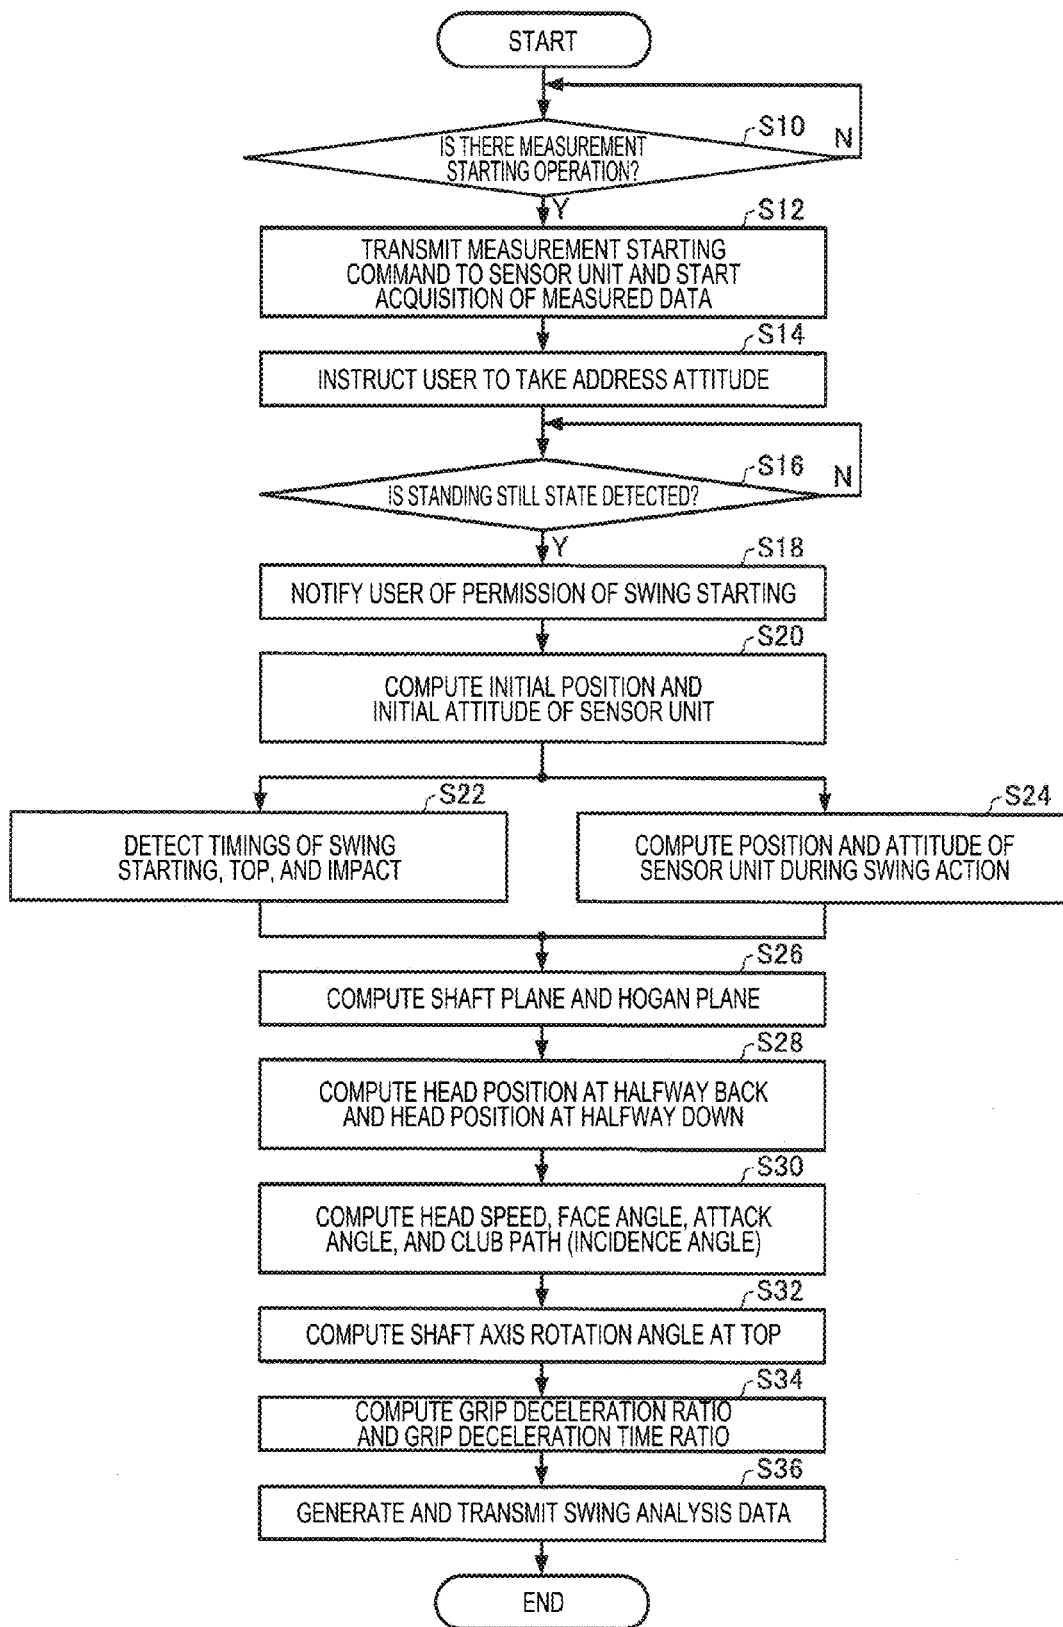 START
S10
IS THERE MEASUREMENT
STARTING OPERATION?
N
Y
S12
TRANSMIT MEASUREMENT STARTING
COMMAND TO SENSOR UNIT AND START
ACQUISITION OF MEASURED DATA
S14
INSTRUCT USER TO TAKE ADDRESS ATTITUDE
S16
IS STANDING STILL STATE DETECTED?
N
Y
S18
NOTIFY USER OF PERMISSION OF SWING STARTING
S20
COMPUTE INITIAL POSITION AND
INITIAL ATTITUDE OF SENSOR UNIT
S22
DETECT TIMINGS OF SWING
STARTING, TOP, AND IMPACT
S24
COMPUTE POSITION AND ATTITUDE OF
SENSOR UNIT DURING SWING ACTION
S26
COMPUTE SHAFT PLANE AND HOGAN PLANE
S28
COMPUTE HEAD POSITION AT HALFWAY BACK
AND HEAD POSITION AT HALFWAY DOWN
S30
COMPUTE HEAD SPEED, FACE ANGLE, ATTACK
ANGLE, AND CLUB PATH (INCIDENCE ANGLE)
S32
COMPUTE SHAFT AXIS ROTATION ANGLE AT TOP
S34
COMPUTE GRIP DECELERATION RATIO
AND GRIP DECELERATION TIME RATIO
S36
GENERATE AND TRANSMIT SWING ANALYSIS DATA
END